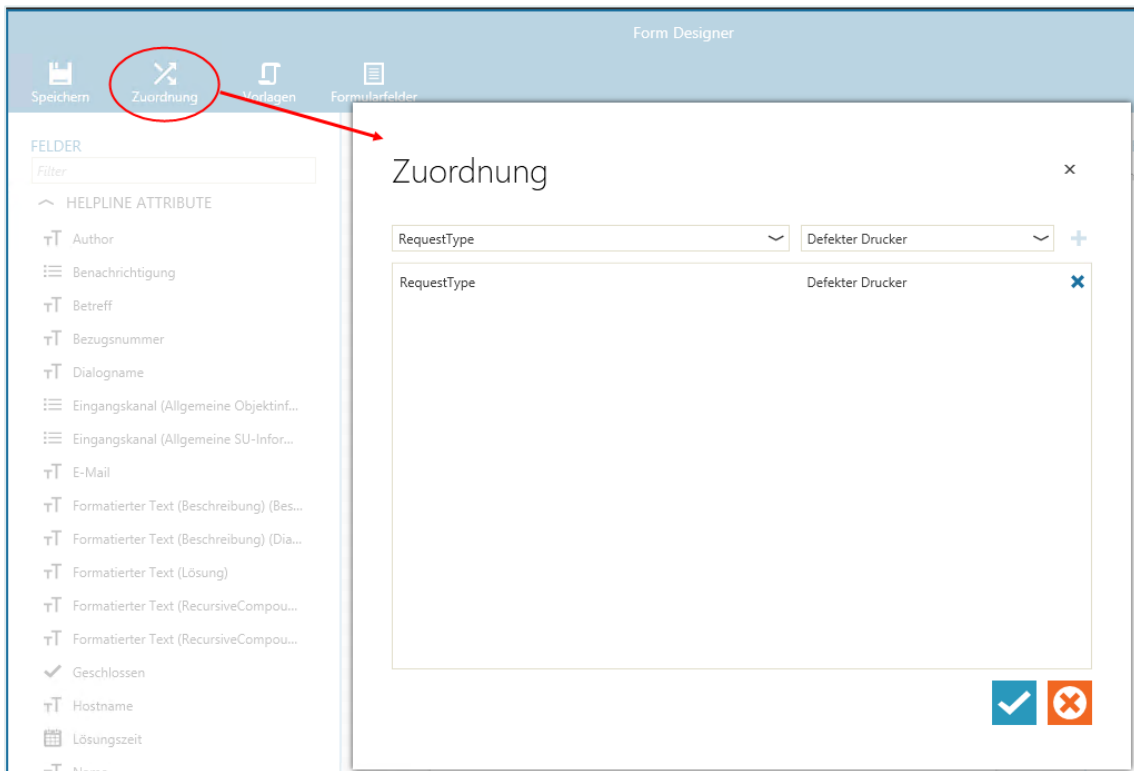 Form Designer
Speichern Zuordnung Vorlagen Formularfelder
FELDER
Filter
HELPLINE ATTRIBUTE
Author
Benachrichtigung
Betreff
Bezugsnummer
Dialogname
Eingangskanal (Allgemeine Objektinf...
Eingangskanal (Allgemeine SU-Infor...
E-Mail
Formatierter Text (Beschreibung) (Bes...
Formatierter Text (Beschreibung) (Dia...
Formatierter Text (Lösung)
Formatierter Text (RecursiveCompou...
Formatierter Text (RecursiveCompou...
Geschlossen
Hostname
Lösungszeit
Zuordnung
RequestType Defekter Drucker
RequestType Defekter Drucker